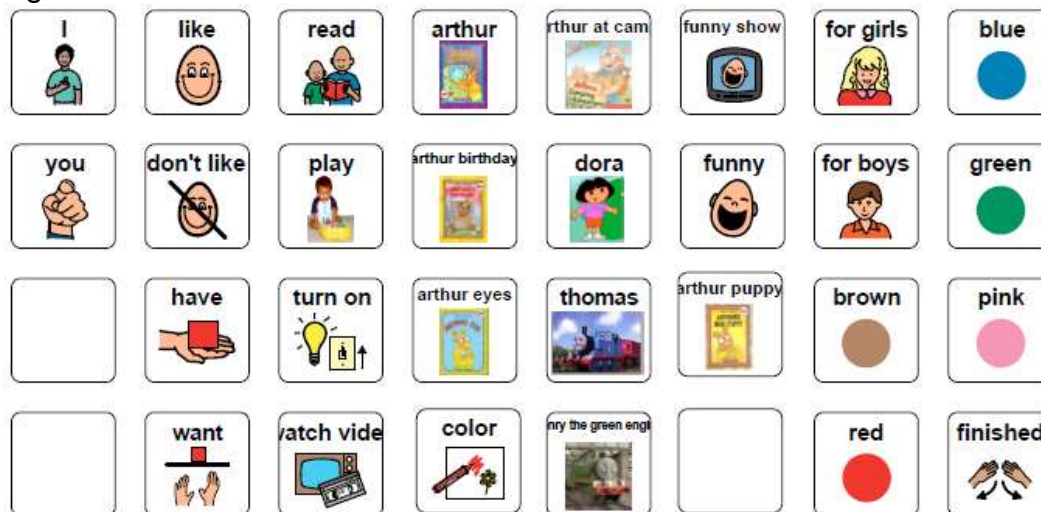 I like read arthur rthur at cam funny show for girls blue
you don't like play arthur birthday dora funny for boys green
have turn on arthur eyes thomas arthur puppy brown pink
want vatch vide color nry the green engi red finished